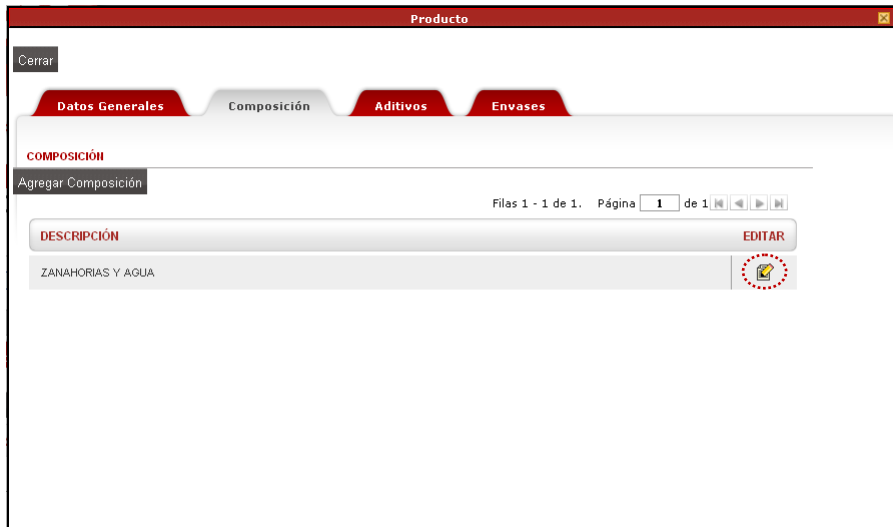 Producto
Cerrar
Datos Generales Composición Aditivos Envases
COMPOSICIÓN
Agregar Composición
Filas 1 - 1 de 1. Página 1 de 1
DESCRIPCIÓN EDITAR
ZANAHORIAS Y AGUA